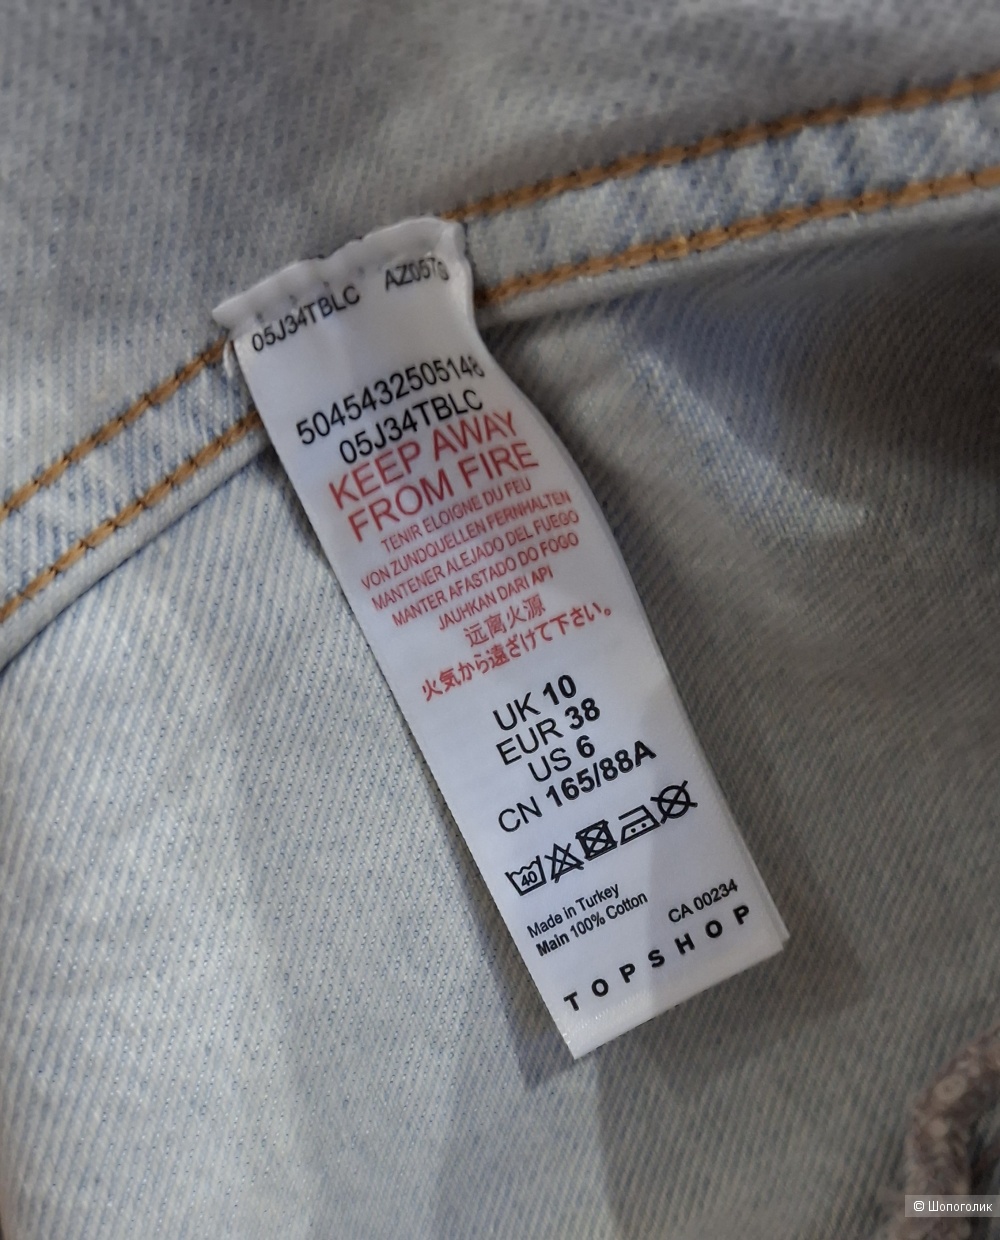 05J34TBLC AZ057
5045432505148
05J34TBLC
KEEP AWAY
FROM FIRE
TENIR ELOIGNE DU FEU
VON ZUNDQUELLEN FERNHALTEN
MANTENER ALEJADO DEL FUEGO
MANTER AFASTADO DO FOGO
JAUHKAN DARI API
远离火源
火気から遠ざけて下さい。
UK 10
EUR 38
US 6
CN 165/88A
40
Made in Turkey
Main 100% Cotton
CA 00234
TOPSHOP
© Шопоголик